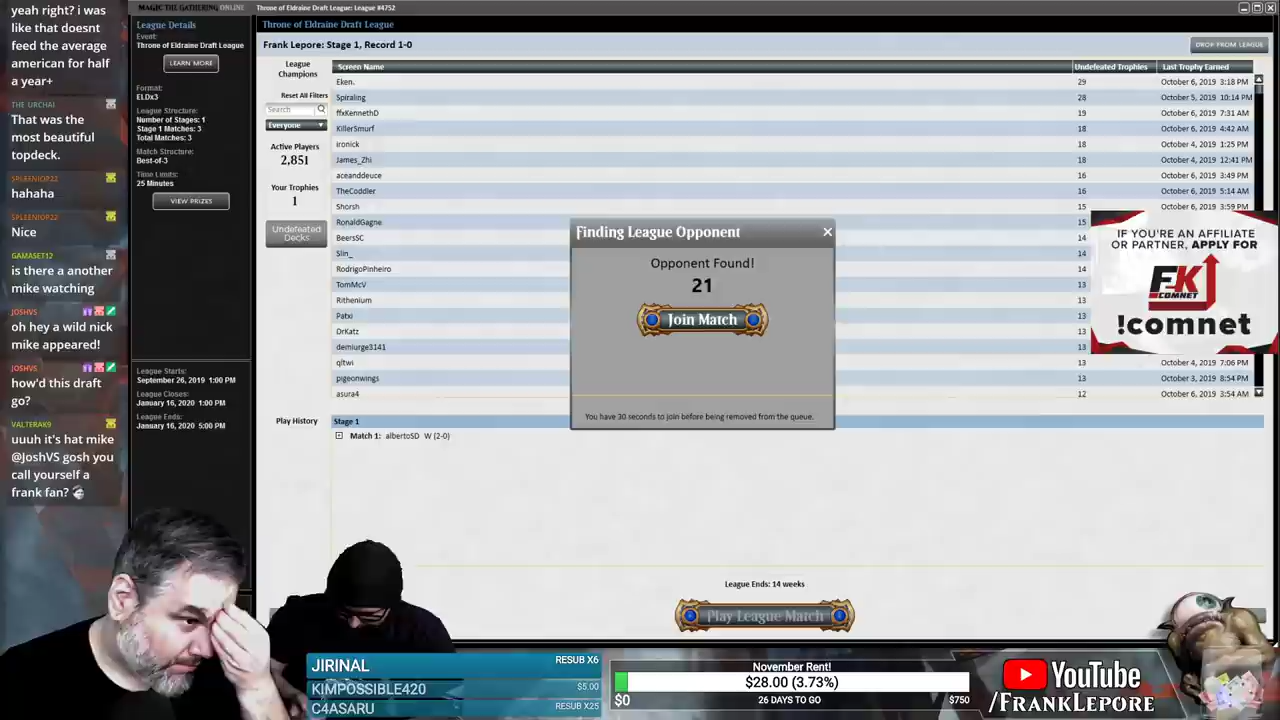 yeah right? i was
like that doesnt
feed the average
american for half
a year+
THE_URCHAI
That was the
most beautiful
topdeck.
SPLEENIOP22
hahaha
SPLEENIOP22
Nice
GAMASET12
is there a another
mike watching
JOSHVS
oh hey a wild nick
mike appeared!
JOSHVS
how'd this draft
go?
VALTERAK9
uuuh it's hat mike
@JoshVS gosh you
call yourself a
frank fan?
MAGIC THE GATHERING ONLINE
Throne of Eldraine Draft League: League #4752
League Details
Event:
Throne of Eldraine Draft League
LEARN MORE
Format:
ELDx3
League Structure:
Number of Stages: 1
Stage 1 Matches: 3
Total Matches: 3
Match Structure:
Best-of-3
Time Limits:
25 Minutes
VIEW PRIZES
League Starts:
September 26, 2019 1:00 PM
League Closes:
January 16, 2020 1:00 PM
League Ends:
January 16, 2020 5:00 PM
Throne of Eldraine Draft League
Frank Lepore: Stage 1, Record 1-0
DROP FROM LEAGUE
League
Champions
Reset All Filters
Search
Everyone
Active Players
2,851
Your Trophies
1
Undefeated
Decks
Screen Name Undefeated Trophies Last Trophy Earned
Eken. 29 October 6, 2019 3:18 PM
Spiraling 28 October 5, 2019 10:14 PM
ffxKennethD 19 October 6, 2019 7:31 AM
KillerSmurf 18 October 6, 2019 4:42 AM
ironick 18 October 4, 2019 1:25 PM
James_Zhi 18 October 4, 2019 12:41 PM
aceanddeuce 16 October 6, 2019 3:49 PM
TheCoddler 16 October 6, 2019 5:14 AM
Shorsh 15 October 6, 2019 3:59 PM
RonaldGagne 15
BeersSC 14
Slin_ 14
RodrigoPinheiro 14
TomMcV 13
Rithenium 13
Patxi 13
DrKatz 13
demiurge3141 13
qltwi 13 October 4, 2019 7:06 PM
pigeonwings 13 October 3, 2019 8:54 PM
asura4 12 October 6, 2019 3:54 AM
Finding League Opponent
Opponent Found!
21
Join Match
You have 30 seconds to join before being removed from the queue.
IF YOU'RE AN AFFILIATE
OR PARTNER, APPLY FOR
FK
COMNET
!comnet
Play History
Stage 1
Match 1: albertoSD W (2-0)
League Ends: 14 weeks
Play League Match
JIRINAL RESUB X6
KIMPOSSIBLE420 $5.00
C4ASARU RESUB X25
November Rent!
$28.00 (3.73%)
$0 26 DAYS TO GO $750
YouTube
/FRANKLEPORE